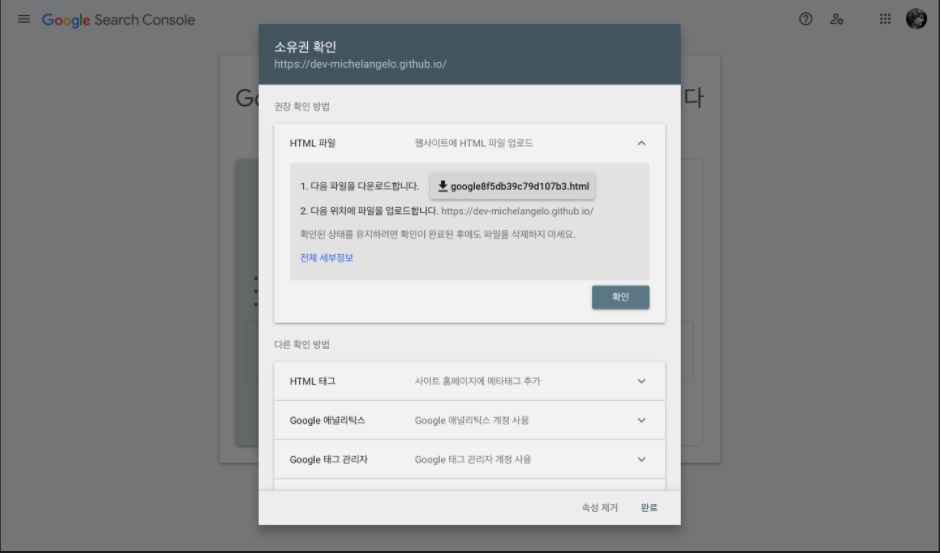 Google Search Console
소유권 확인
https://dev-michelangelo.github.io/
Go
다
권장 확인 방법
HTML 파일 웹사이트에 HTML 파일 업로드
1. 다음 파일을 다운로드합니다. google8f5db39c79d107b3.html
2. 다음 위치에 파일을 업로드합니다. https://dev-michelangelo.github.io/
확인된 상태를 유지하려면 확인이 완료된 후에도 파일을 삭제하지 마세요.
전체 세부정보
확인
다른 확인 방법
HTML 태그 사이트 홈페이지에 메타태그 추가
Google 애널리틱스 Google 애널리틱스 계정 사용
Google 태그 관리자 Google 태그 관리자 계정 사용
속성 제거 완료